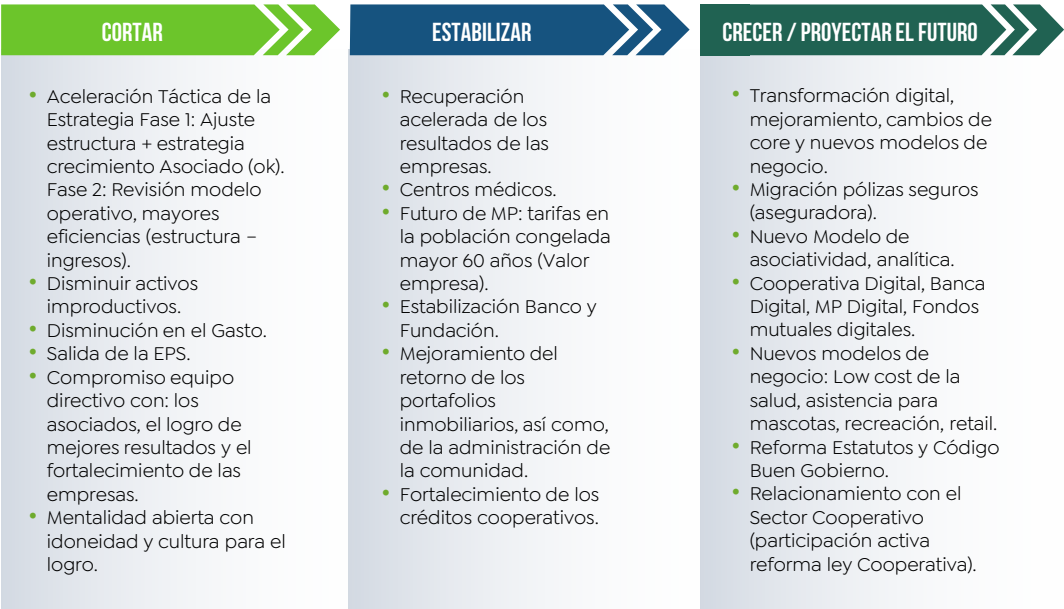 CORTAR
• Aceleración Táctica de la
Estrategia Fase 1: Ajuste
estructura + estrategia
crecimiento Asociado (ok).
Fase 2: Revisión modelo
operativo, mayores
eficiencias (estructura –
ingresos).
• Disminuir activos
improductivos.
• Disminución en el Gasto.
• Salida de la EPS.
• Compromiso equipo
directivo con: los
asociados, el logro de
mejores resultados y el
fortalecimiento de las
empresas.
• Mentalidad abierta con
idoneidad y cultura para el
logro.
ESTABILIZAR
• Recuperación
acelerada de los
resultados de las
empresas.
• Centros médicos.
• Futuro de MP: tarifas en
la población congelada
mayor 60 años (Valor
empresa).
• Estabilización Banco y
Fundación.
• Mejoramiento del
retorno de los
portafolios
inmobiliarios, así como,
de la administración de
la comunidad.
• Fortalecimiento de los
créditos cooperativos.
CRECER / PROYECTAR EL FUTURO
• Transformación digital,
mejoramiento, cambios de
core y nuevos modelos de
negocio.
• Migración pólizas seguros
(aseguradora).
• Nuevo Modelo de
asociatividad, analítica.
• Cooperativa Digital, Banca
Digital, MP Digital, Fondos
mutuales digitales.
• Nuevos modelos de
negocio: Low cost de la
salud, asistencia para
mascotas, recreación, retail.
• Reforma Estatutos y Código
Buen Gobierno.
• Relacionamiento con el
Sector Cooperativo
(participación activa
reforma ley Cooperativa).